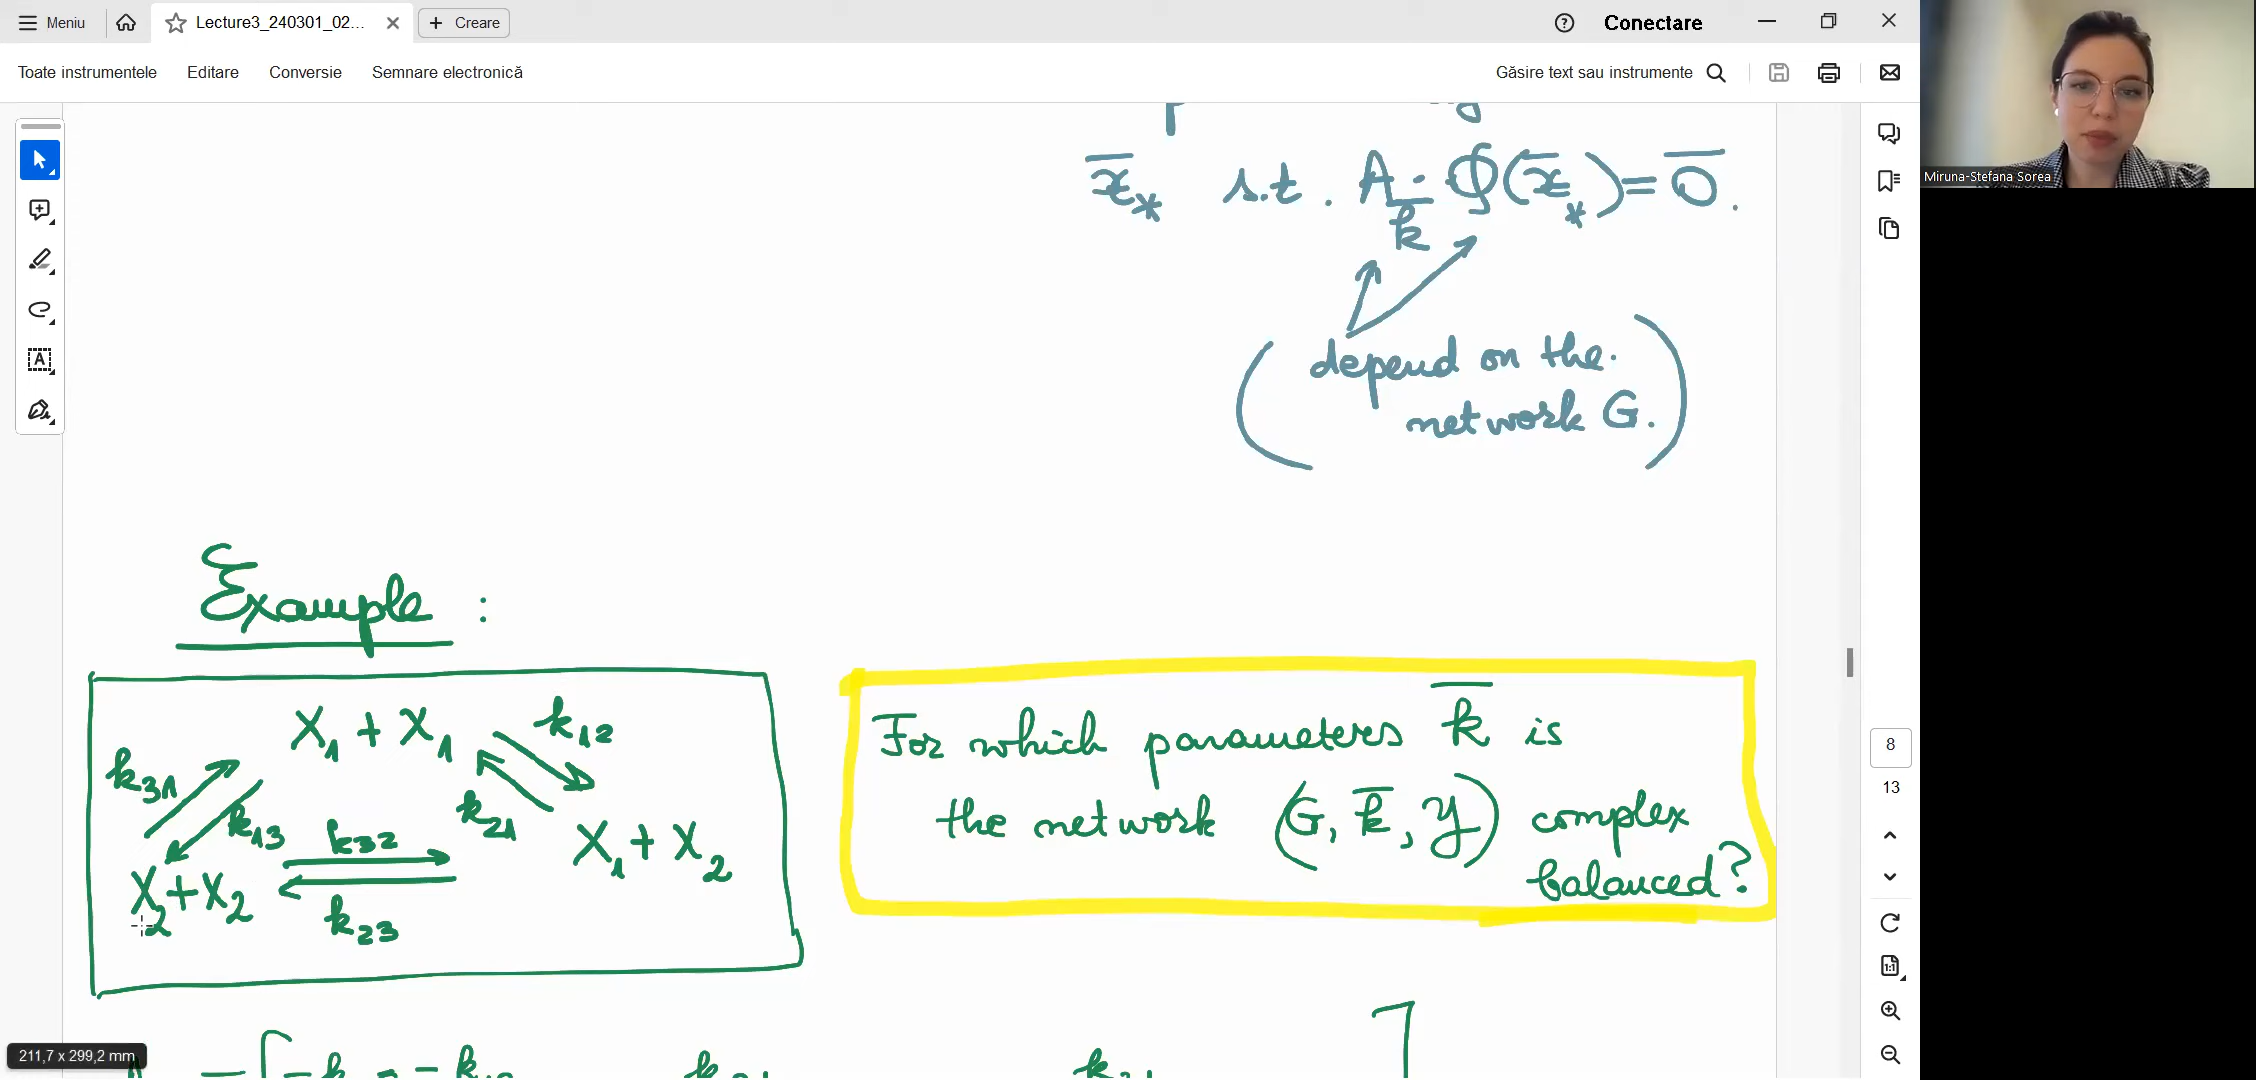 Meniu
Lecture3_240301_02...
Creare
Conectare
Toate instrumentele
Editare
Conversie
Semnare electronică
Găsire text sau instrumente
Miruna-Stefana Sorea
x̄_* s.t. A_k̄ · Φ(x̄_*) = 0̄.
(depend on the
network G.)
Example :
X₁ + X₁
k₁₂
k₃₁
k₁₃
k₂₁
k₃₂
X₁ + X₂
X₂ + X₂
k₂₃
For which parameters k̄ is
the network (G, k̄, Y) complex
balanced?
8
13
211,7 x 299,2 mm